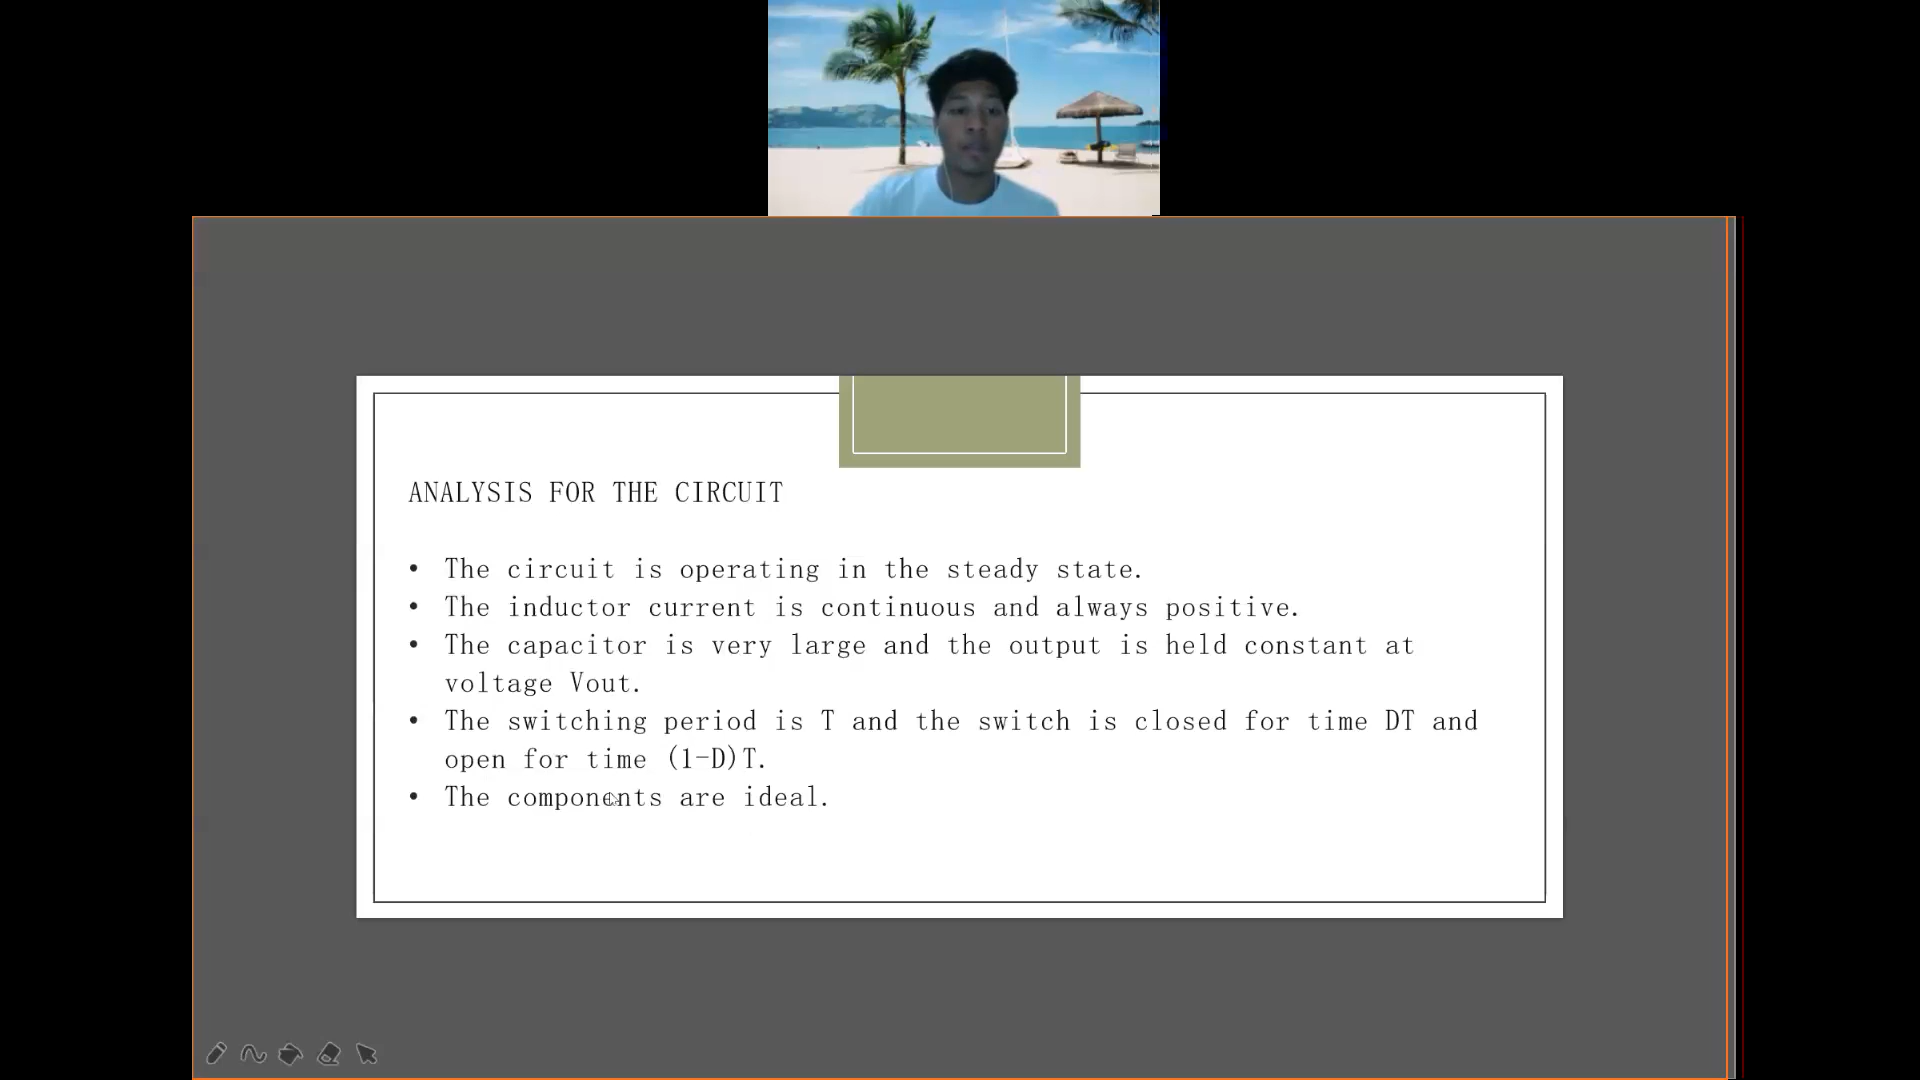 ANALYSIS FOR THE CIRCUIT
• The circuit is operating in the steady state.
• The inductor current is continuous and always positive.
• The capacitor is very large and the output is held constant at
voltage Vout.
• The switching period is T and the switch is closed for time DT and
open for time (1-D)T.
• The components are ideal.